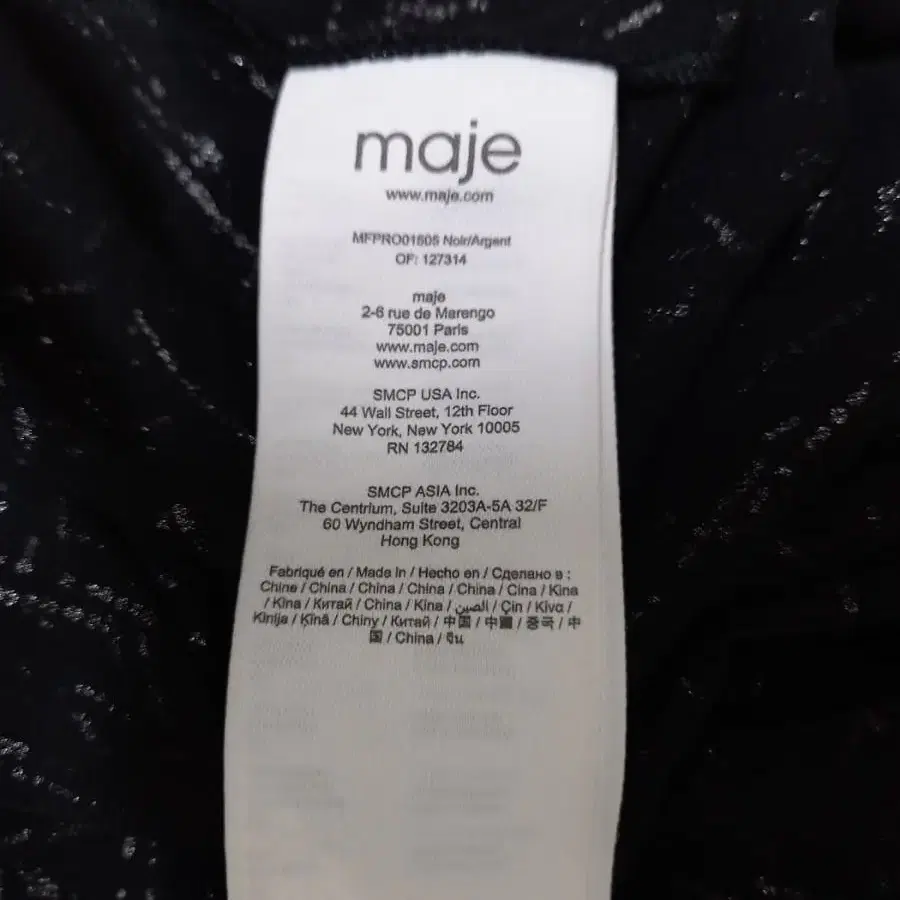 maje
www.maje.com
MFPRO01605 Noir/Argent
OF: 127314
maje
2-6 rue de Marengo
75001 Paris
www.maje.com
www.smcp.com
SMCP USA Inc.
44 Wall Street, 12th Floor
New York, New York 10005
RN 132784
SMCP ASIA Inc.
The Centrium, Suite 3203A-5A 32/F
60 Wyndham Street, Central
Hong Kong
Fabriqué en / Made in / Hecho en / Сделано в :
Chine / China / China / China / China / Cina / Kina
/ Kina / Китай / China / Kina / الصين / Çin / Κίνα /
Kinija / Ķīnā / Chiny / Китай / 中国 / 中國 / 중국 / 中
国 / China / จีน